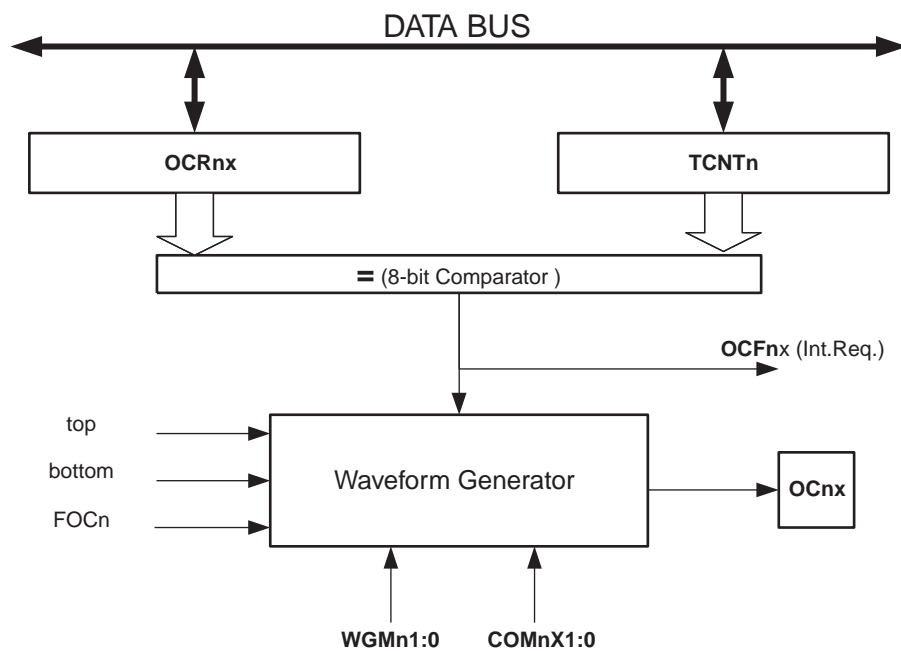 DATA BUS
OCRnx
TCNTn
= (8-bit Comparator )
OCFnx (Int.Req.)
top
bottom
FOCn
Waveform Generator
OCnx
WGMn1:0
COMnX1:0